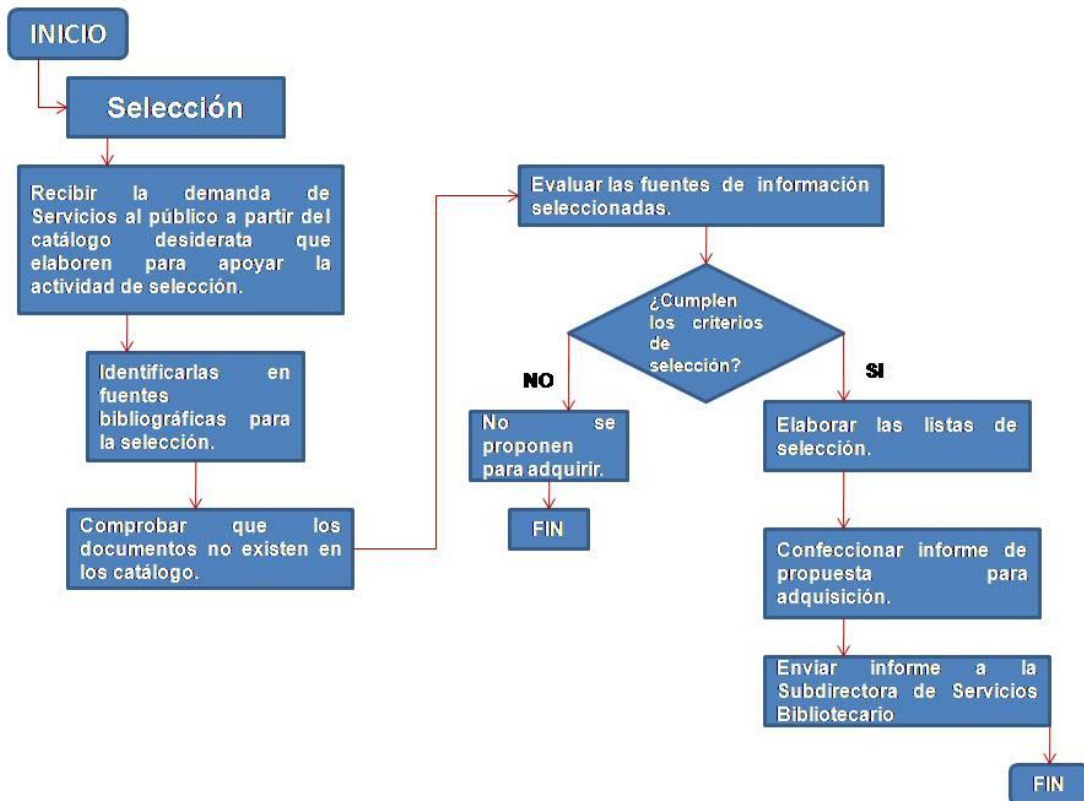 INICIO
Selección
Recibir la demanda de
Servicios al público a partir del
catálogo desiderata que
elaboren para apoyar la
actividad de selección.
Identificarlas en
fuentes
bibliográficas para
la selección.
Comprobar que los
documentos no existen en
los catálogo.
Evaluar las fuentes de información
seleccionadas.
¿Cumplen
los criterios
de
selección?
NO
SI
No se
proponen
para adquirir.
FIN
Elaborar las listas de
selección.
Confeccionar informe de
propuesta para
adquisición.
Enviar informe a la
Subdirectora de Servicios
Bibliotecario
FIN